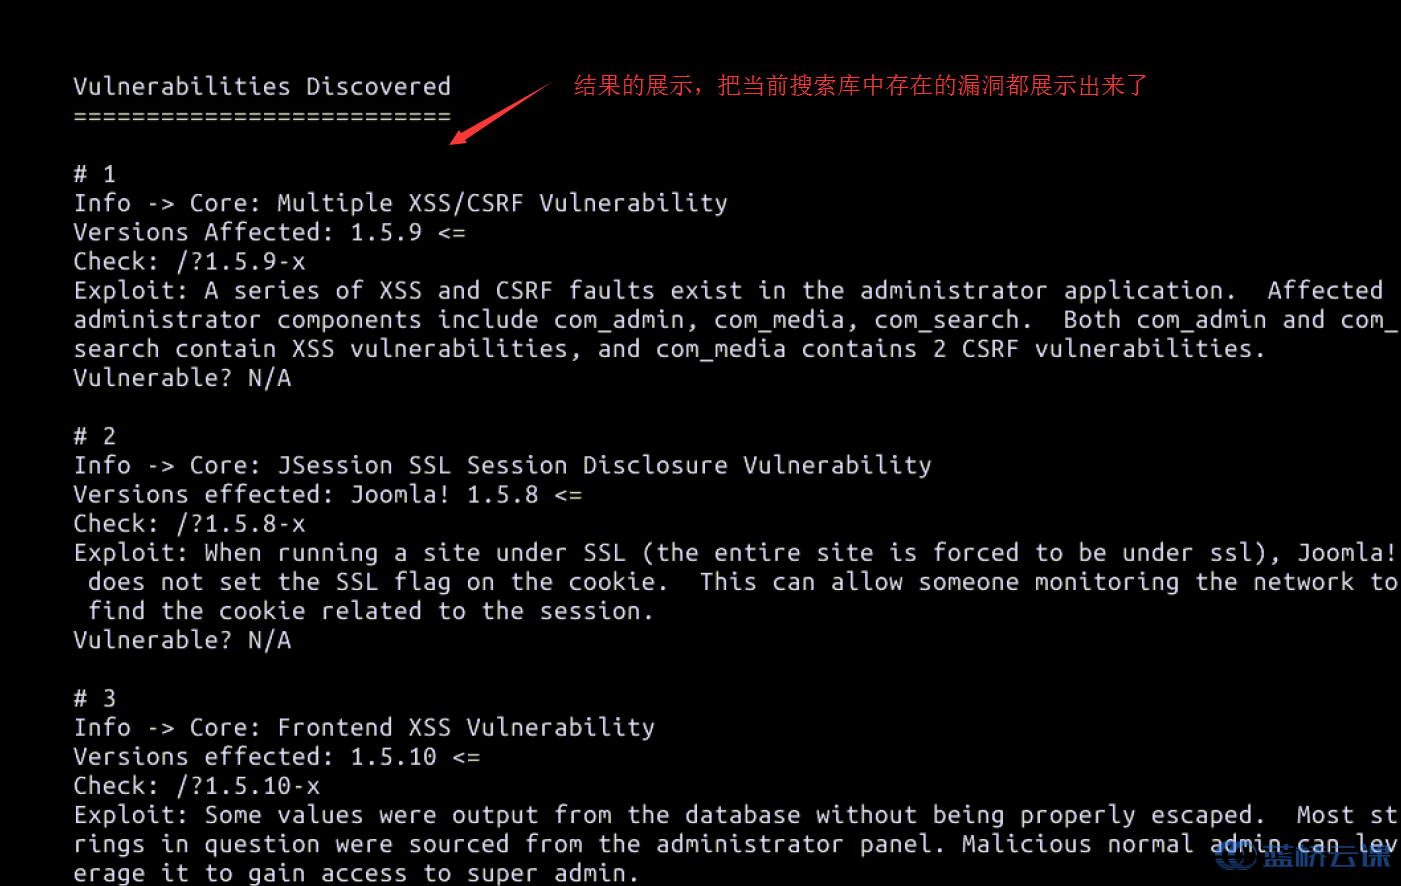 Vulnerabilities Discovered
结果的展示，把当前搜索库中存在的漏洞都展示出来了
==========================
# 1
Info -> Core: Multiple XSS/CSRF Vulnerability
Versions Affected: 1.5.9 <=
Check: /?1.5.9-x
Exploit: A series of XSS and CSRF faults exist in the administrator application.  Affected
administrator components include com_admin, com_media, com_search.  Both com_admin and com_
search contain XSS vulnerabilities, and com_media contains 2 CSRF vulnerabilities.
Vulnerable? N/A
# 2
Info -> Core: JSession SSL Session Disclosure Vulnerability
Versions effected: Joomla! 1.5.8 <=
Check: /?1.5.8-x
Exploit: When running a site under SSL (the entire site is forced to be under ssl), Joomla!
does not set the SSL flag on the cookie.  This can allow someone monitoring the network to
find the cookie related to the session.
Vulnerable? N/A
# 3
Info -> Core: Frontend XSS Vulnerability
Versions effected: 1.5.10 <=
Check: /?1.5.10-x
Exploit: Some values were output from the database without being properly escaped.  Most st
rings in question were sourced from the administrator panel. Malicious normal admin can lev
erage it to gain access to super admin.
蓝桥云课